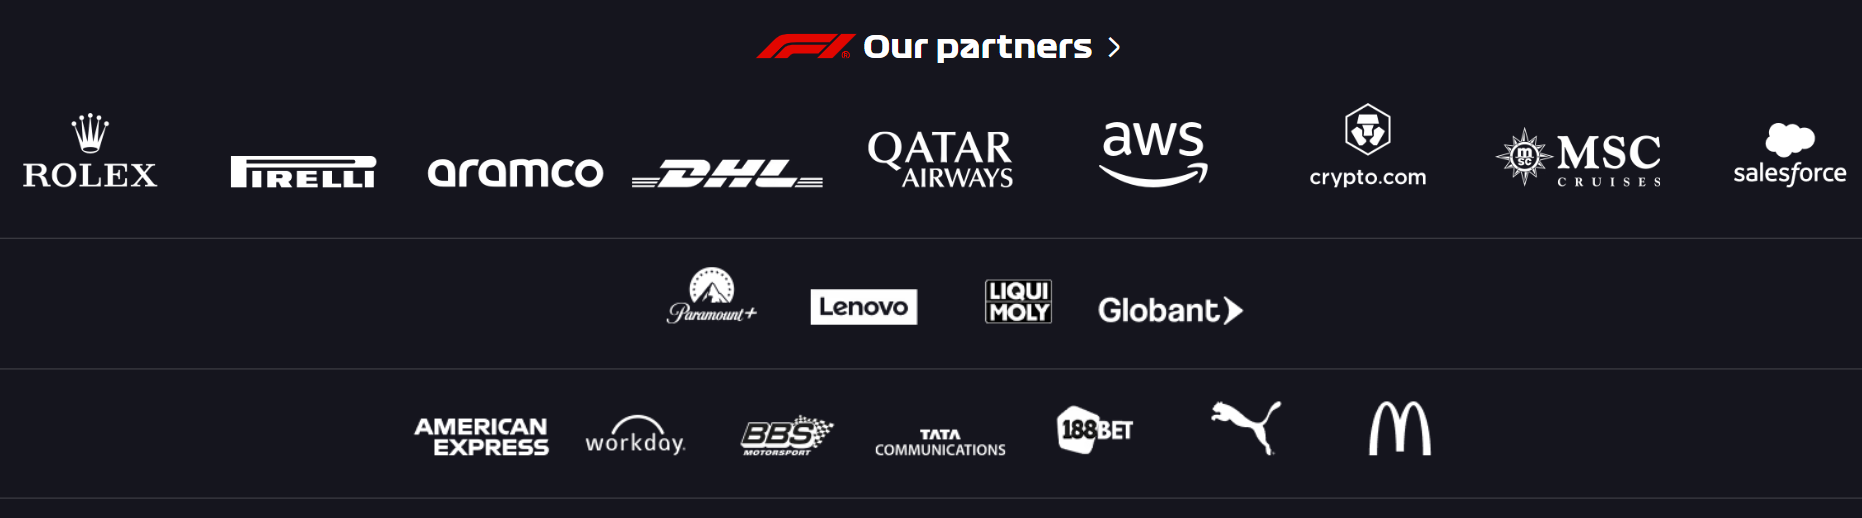 F1 Our partners
ROLEX
PIRELLI
aramco
DHL
QATAR
AIRWAYS
aws
crypto.com
msc
MSC
CRUISES
salesforce
Paramount+
Lenovo
LIQUI
MOLY
Globant
AMERICAN
EXPRESS
workday.
BBS
MOTORSPORT
TATA
COMMUNICATIONS
188BET
M